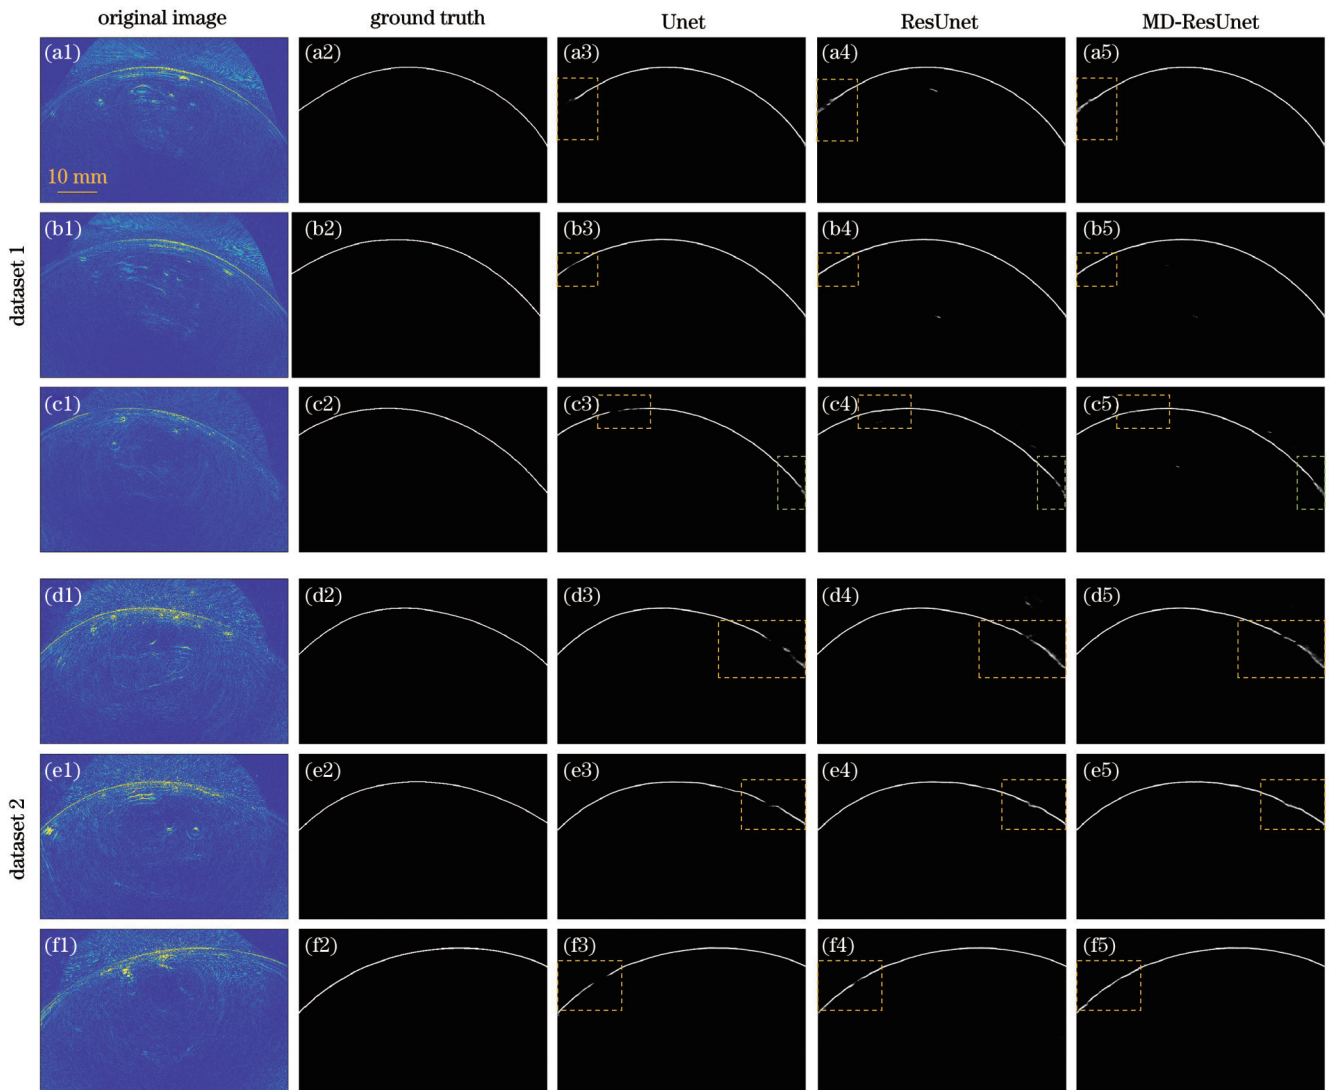 original image ground truth Unet ResUnet MD-ResUnet
(a1) (a2) (a3) (a4) (a5)
10 mm
(b1) (b2) (b3) (b4) (b5)
dataset 1
(c1) (c2) (c3) (c4) (c5)
(d1) (d2) (d3) (d4) (d5)
(e1) (e2) (e3) (e4) (e5)
dataset 2
(f1) (f2) (f3) (f4) (f5)